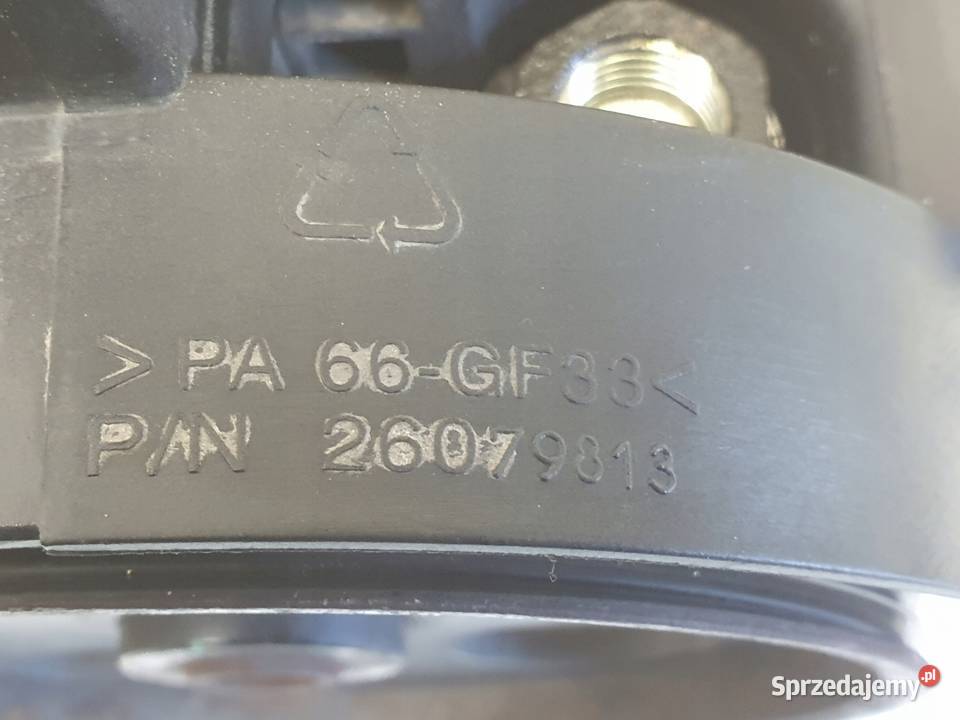 >PA 66-GF33<
P/N 26079813
Sprzedajemy.pl